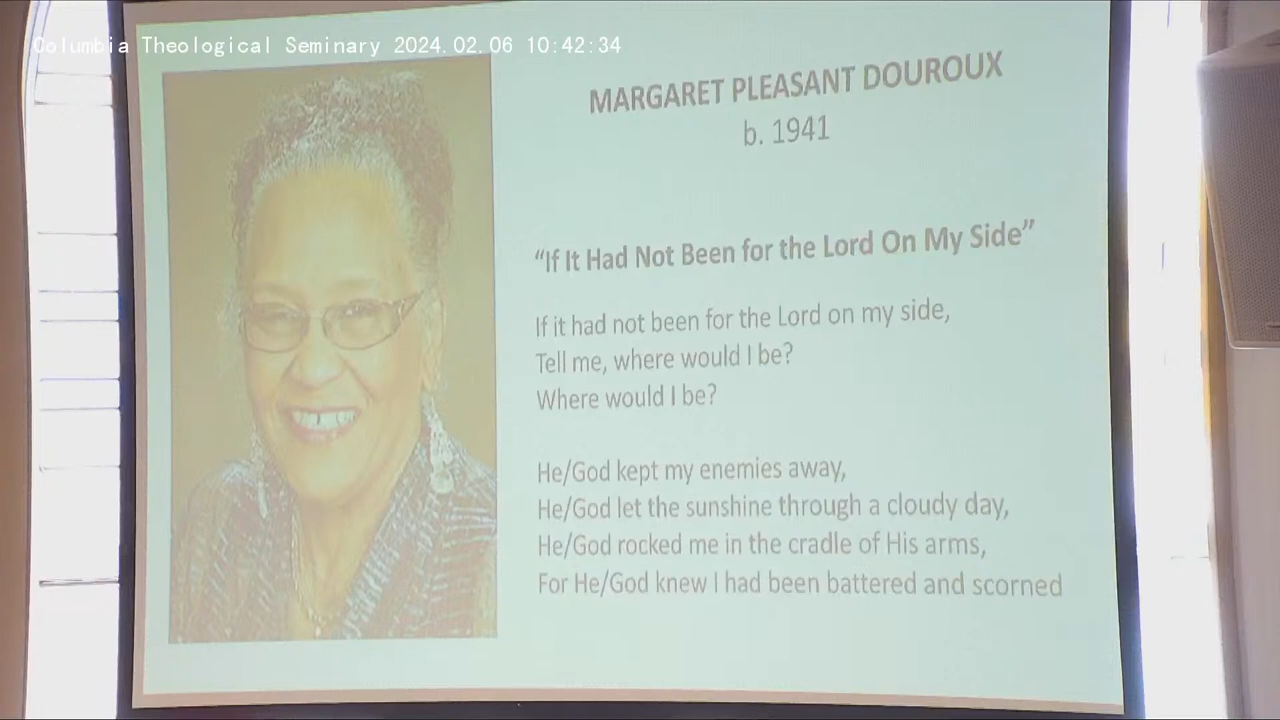 Columbia Theological Seminary 2024.02.06 10:42:34
MARGARET PLEASANT DOUROUX
b. 1941
“If It Had Not Been for the Lord On My Side”
If it had not been for the Lord on my side,
Tell me, where would I be?
Where would I be?
He/God kept my enemies away,
He/God let the sunshine through a cloudy day,
He/God rocked me in the cradle of His arms,
For He/God knew I had been battered and scorned